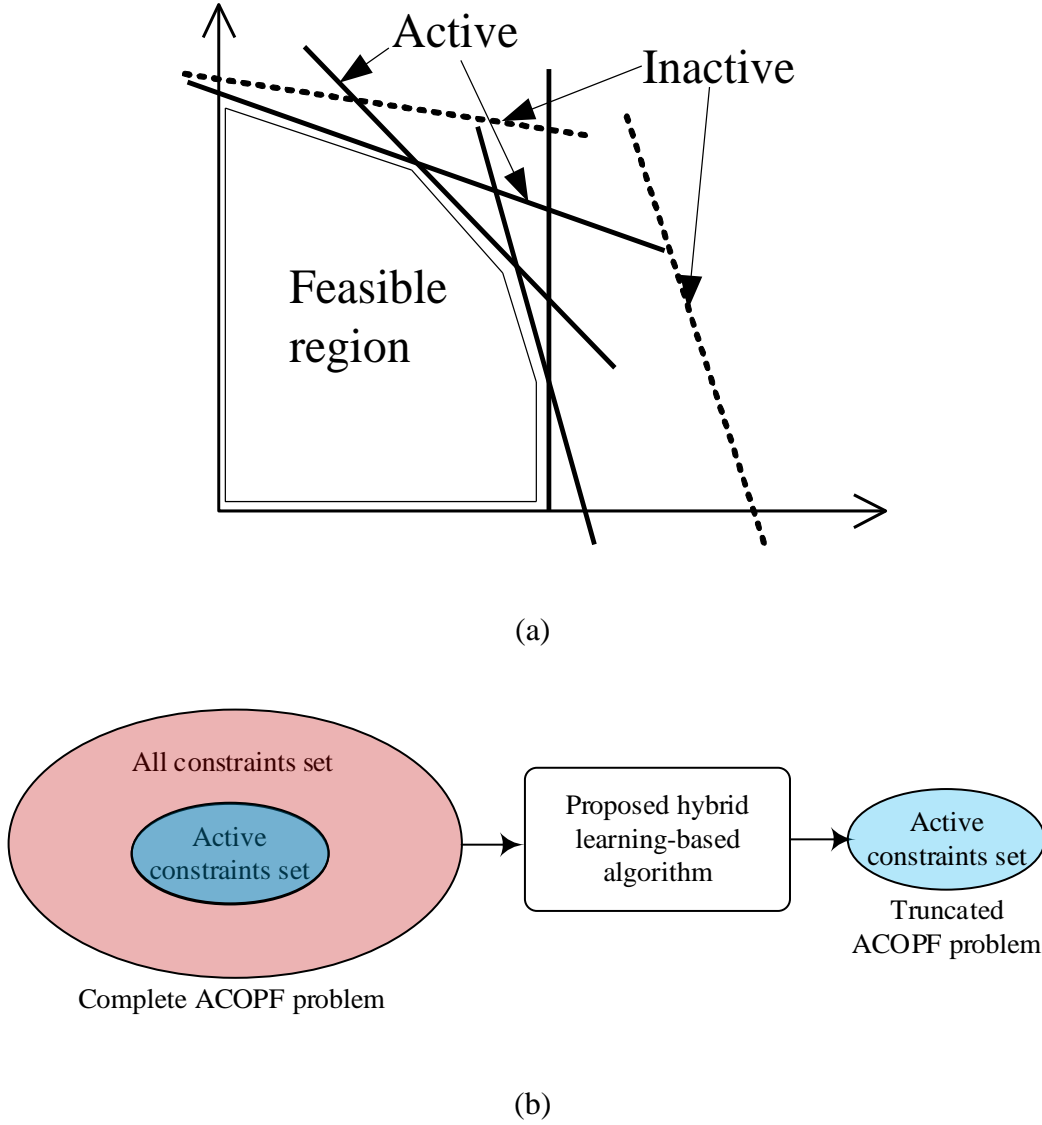 Active
Inactive
Feasible
region
(a)
All constraints set
Active
constraints set
Proposed hybrid
learning-based
algorithm
Active
constraints set
Truncated
ACOPF problem
Complete ACOPF problem
(b)